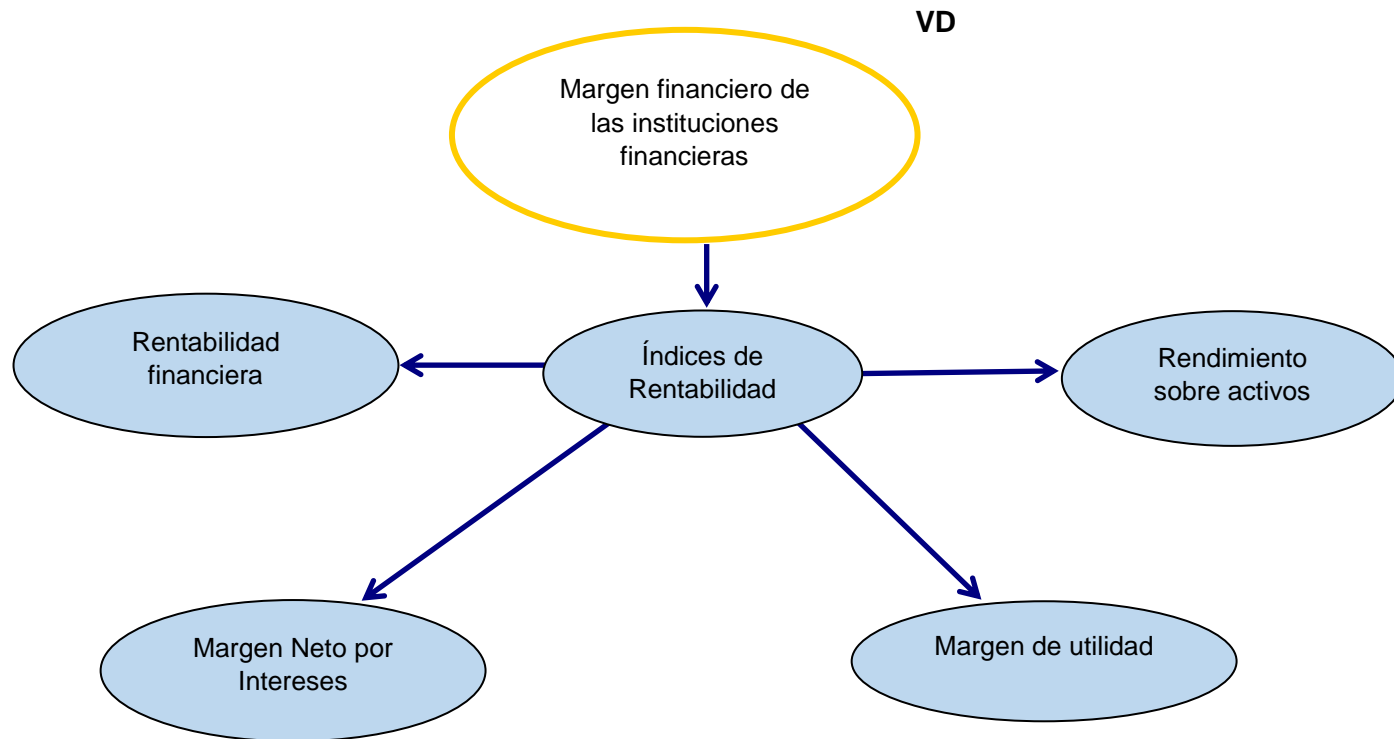 VD
Margen financiero de
las instituciones
financieras
Rentabilidad
financiera
Índices de
Rentabilidad
Rendimiento
sobre activos
Margen Neto por
Intereses
Margen de utilidad